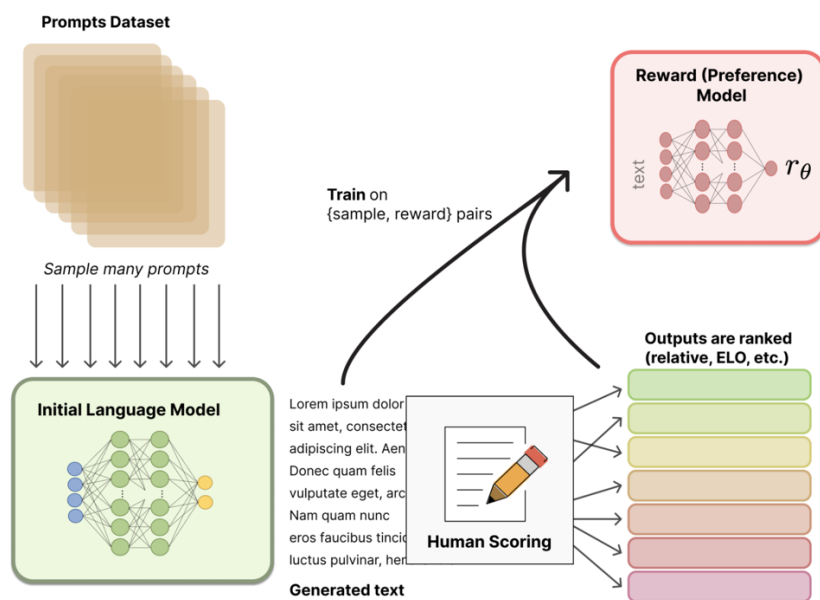 Prompts Dataset
Sample many prompts
Initial Language Model
Train on
{sample, reward} pairs
Reward (Preference)
Model
text
rθ
Outputs are ranked
(relative, ELO, etc.)
Lorem ipsum dolor
sit amet, consectet
adipiscing elit. Aen
Donec quam felis
vulputate eget, arc
Nam quam nunc
eros faucibus tincid
luctus pulvinar, her
Generated text
Human Scoring